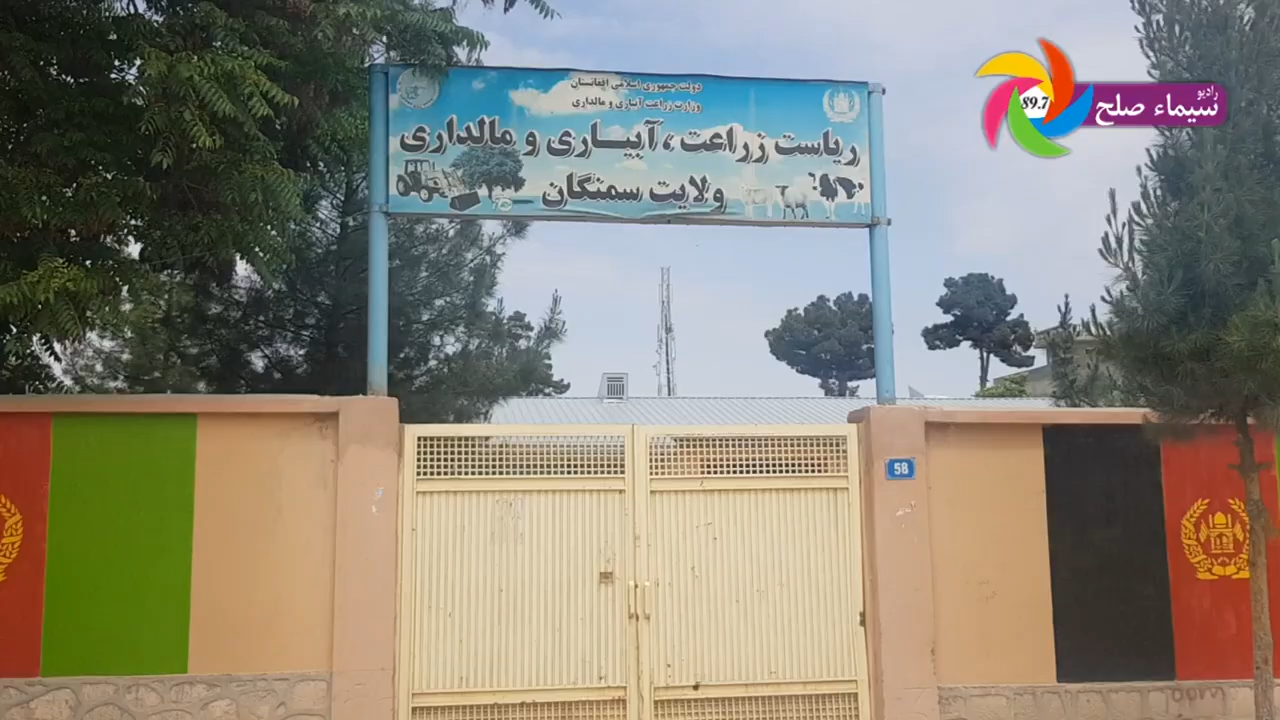 دولت جمهوری اسلامی افغانستان
وزارت زراعت آبیاری و مالداری
ریاست زراعت، آبیــاری و مالداری
ولایت سمنگان
رادیو
سیماء صلح
89.7
58